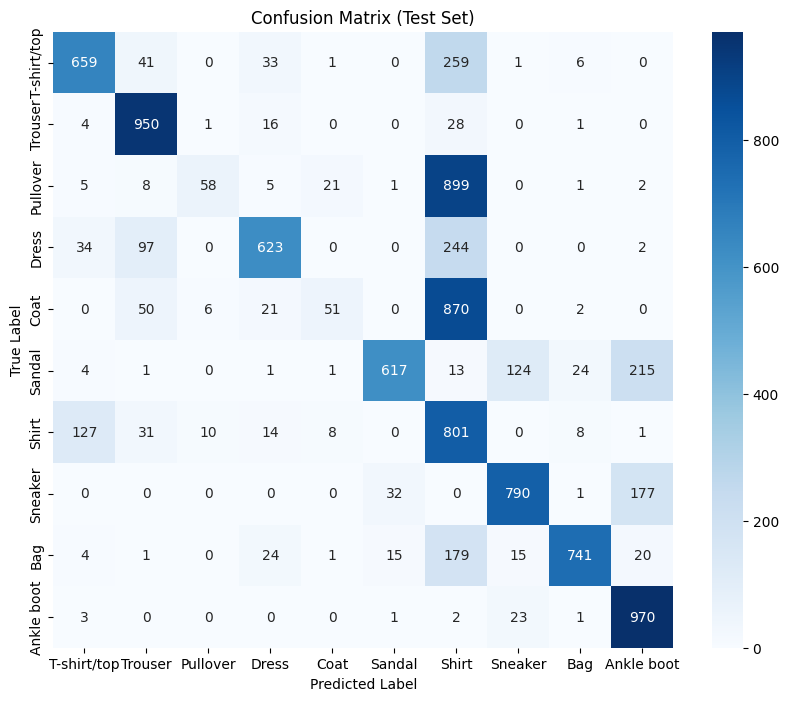 Confusion Matrix (Test Set)
True Label
T-shirt/top 659 41 0 33 1 0 259 1 6 0
Trouser 4 950 1 16 0 0 28 0 1 0
Pullover 5 8 58 5 21 1 899 0 1 2
Dress 34 97 0 623 0 0 244 0 0 2
Coat 0 50 6 21 51 0 870 0 2 0
Sandal 4 1 0 1 1 617 13 124 24 215
Shirt 127 31 10 14 8 0 801 0 8 1
Sneaker 0 0 0 0 0 32 0 790 1 177
Bag 4 1 0 24 1 15 179 15 741 20
Ankle boot 3 0 0 0 0 1 2 23 1 970
T-shirt/top Trouser Pullover Dress Coat Sandal Shirt Sneaker Bag Ankle boot
Predicted Label
800
600
400
200
0